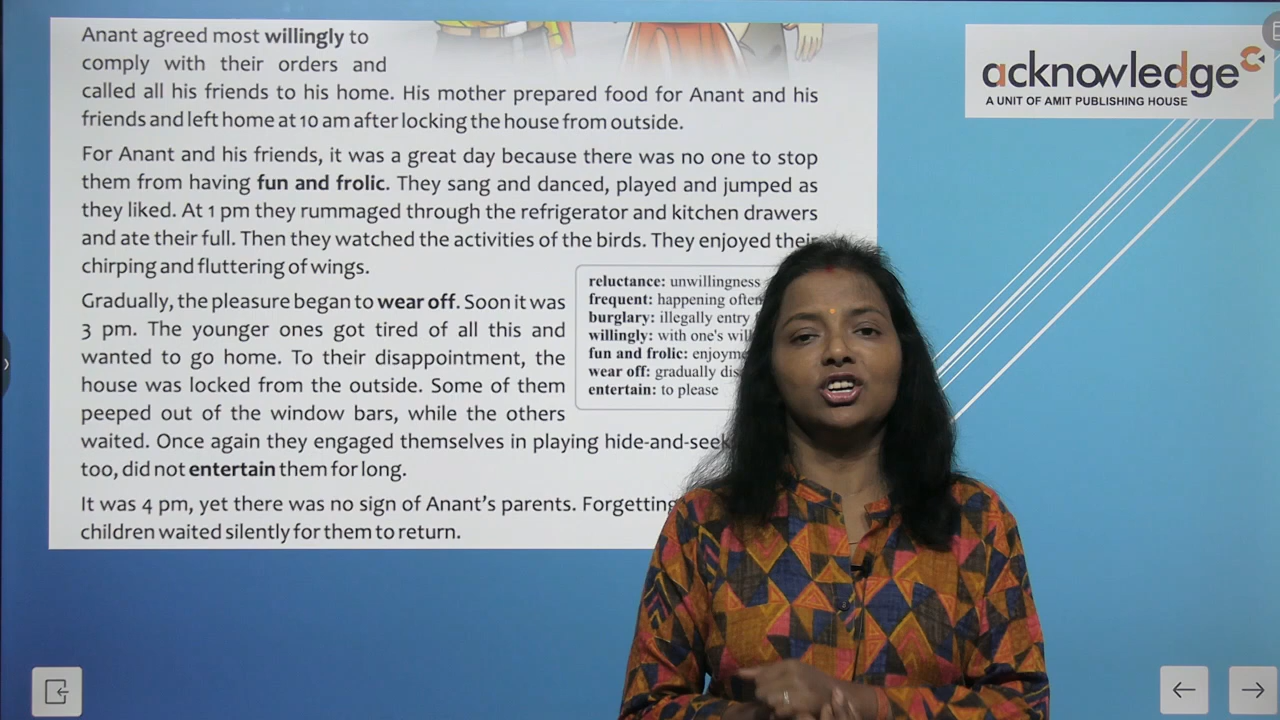 Anant agreed most willingly to
comply with their orders and
called all his friends to his home. His mother prepared food for Anant and his
friends and left home at 10 am after locking the house from outside.
For Anant and his friends, it was a great day because there was no one to stop
them from having fun and frolic. They sang and danced, played and jumped as
they liked. At 1 pm they rummaged through the refrigerator and kitchen drawers
and ate their full. Then they watched the activities of the birds. They enjoyed their
chirping and fluttering of wings.
Gradually, the pleasure began to wear off. Soon it was
3 pm. The younger ones got tired of all this and
wanted to go home. To their disappointment, the
house was locked from the outside. Some of them
peeped out of the window bars, while the others
waited. Once again they engaged themselves in playing hide-and-seek
too, did not entertain them for long.
It was 4 pm, yet there was no sign of Anant's parents. Forgetting
children waited silently for them to return.
reluctance: unwillingness
frequent: happening often
burglary: illegally entry
willingly: with one's will
fun and frolic:
wear off: gradually
entertain: to please
acknowledge
A UNIT OF AMIT PUBLISHING HOUSE